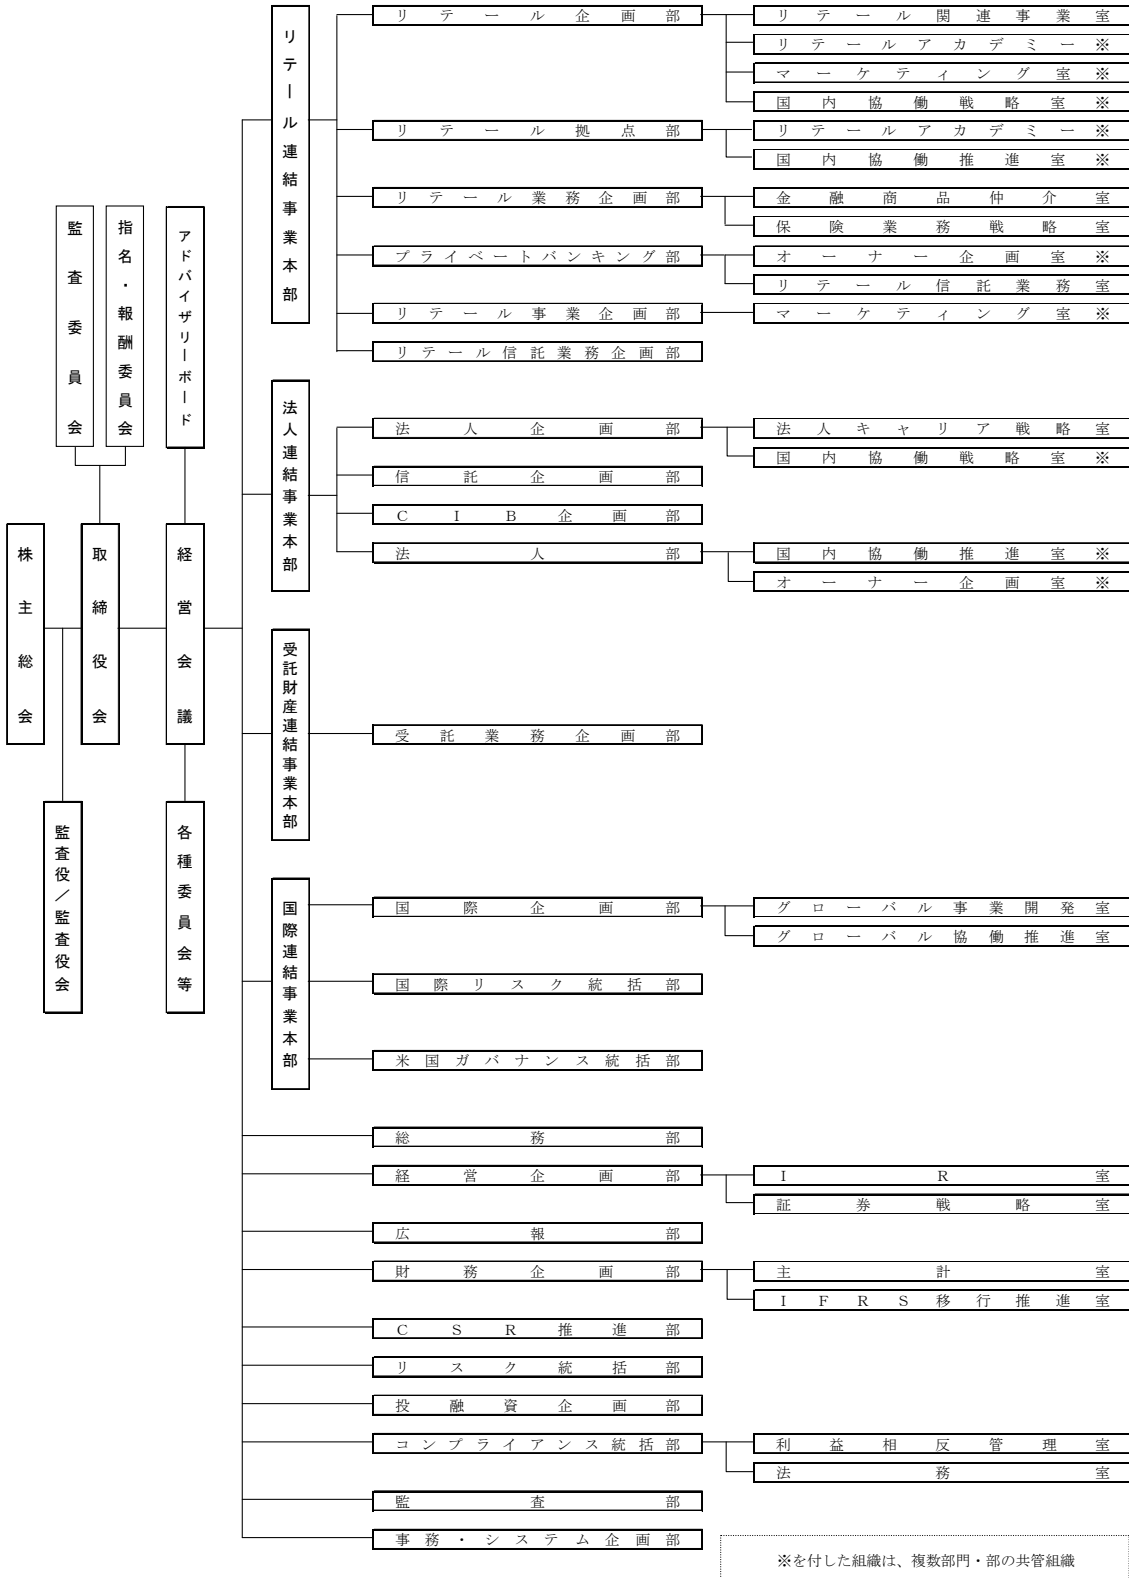 株主総会
監査役／監査役会
取締役会
監査委員会
指名・報酬委員会
経営会議
アドバイザリーボード
各種委員会等
リテール連結事業本部
リテール企画部
リテール関連事業室
リテールアカデミー※
マーケティング室※
国内協働戦略室※
リテール拠点部
リテールアカデミー※
国内協働推進室※
リテール業務企画部
金融商品仲介室
保険業務戦略室
プライベートバンキング部
オーナー企画室※
リテール信託業務室
リテール事業企画部
マーケティング室※
リテール信託業務企画部
法人連結事業本部
法人企画部
法人キャリア戦略室
国内協働戦略室※
信託企画部
CIB企画部
法人部
国内協働推進室※
オーナー企画室※
受託財産連結事業本部
受託業務企画部
国際連結事業本部
国際企画部
グローバル事業開発室
グローバル協働推進室
国際リスク統括部
米国ガバナンス統括部
総務部
経営企画部
IR室
証券戦略室
広報部
財務企画部
主計室
IFRS移行推進室
CSR推進部
リスク統括部
投融資企画部
コンプライアンス統括部
利益相反管理室
法務室
監査部
事務・システム企画部
※を付した組織は、複数部門・部の共管組織